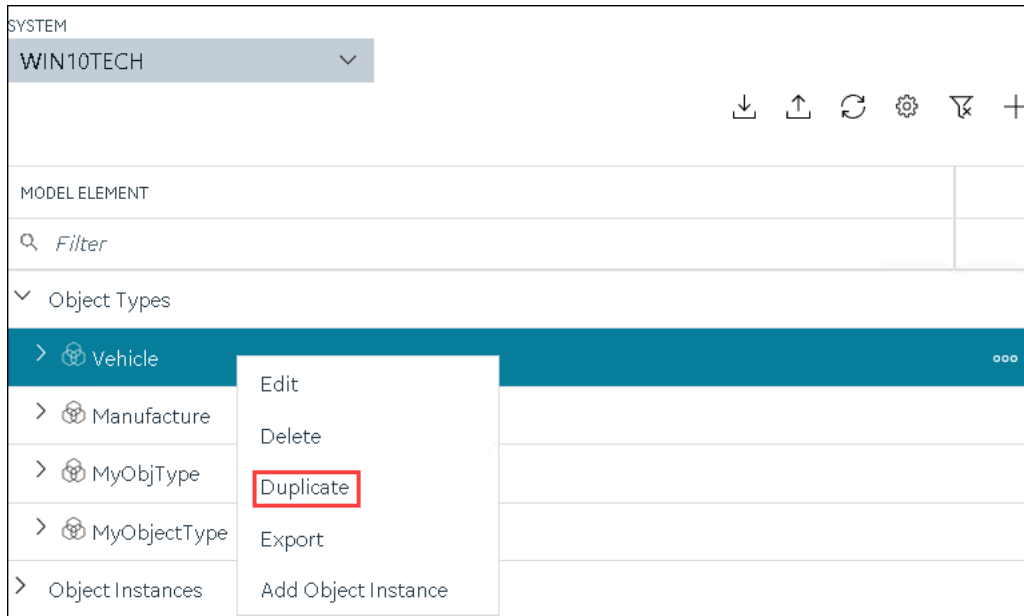 SYSTEM
WIN10TECH
MODEL ELEMENT
Filter
Object Types
Vehicle
Edit
Manufacture
Delete
MyObjType
Duplicate
MyObjectType
Export
Object Instances
Add Object Instance